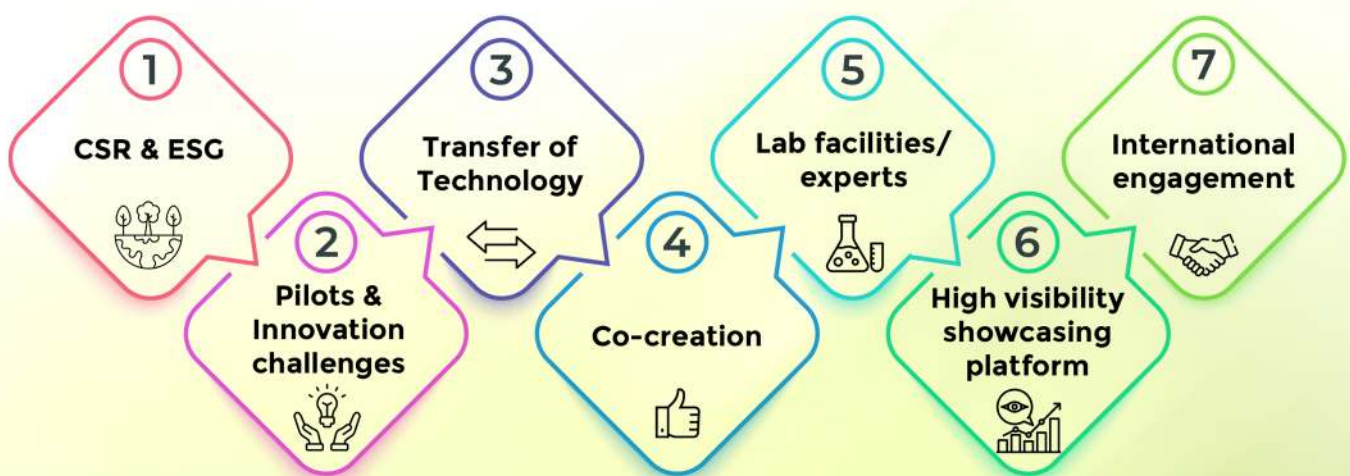 1
CSR & ESG
2
Pilots &
Innovation
challenges
3
Transfer of
Technology
4
Co-creation
5
Lab facilities/
experts
6
High visibility
showcasing
platform
7
International
engagement